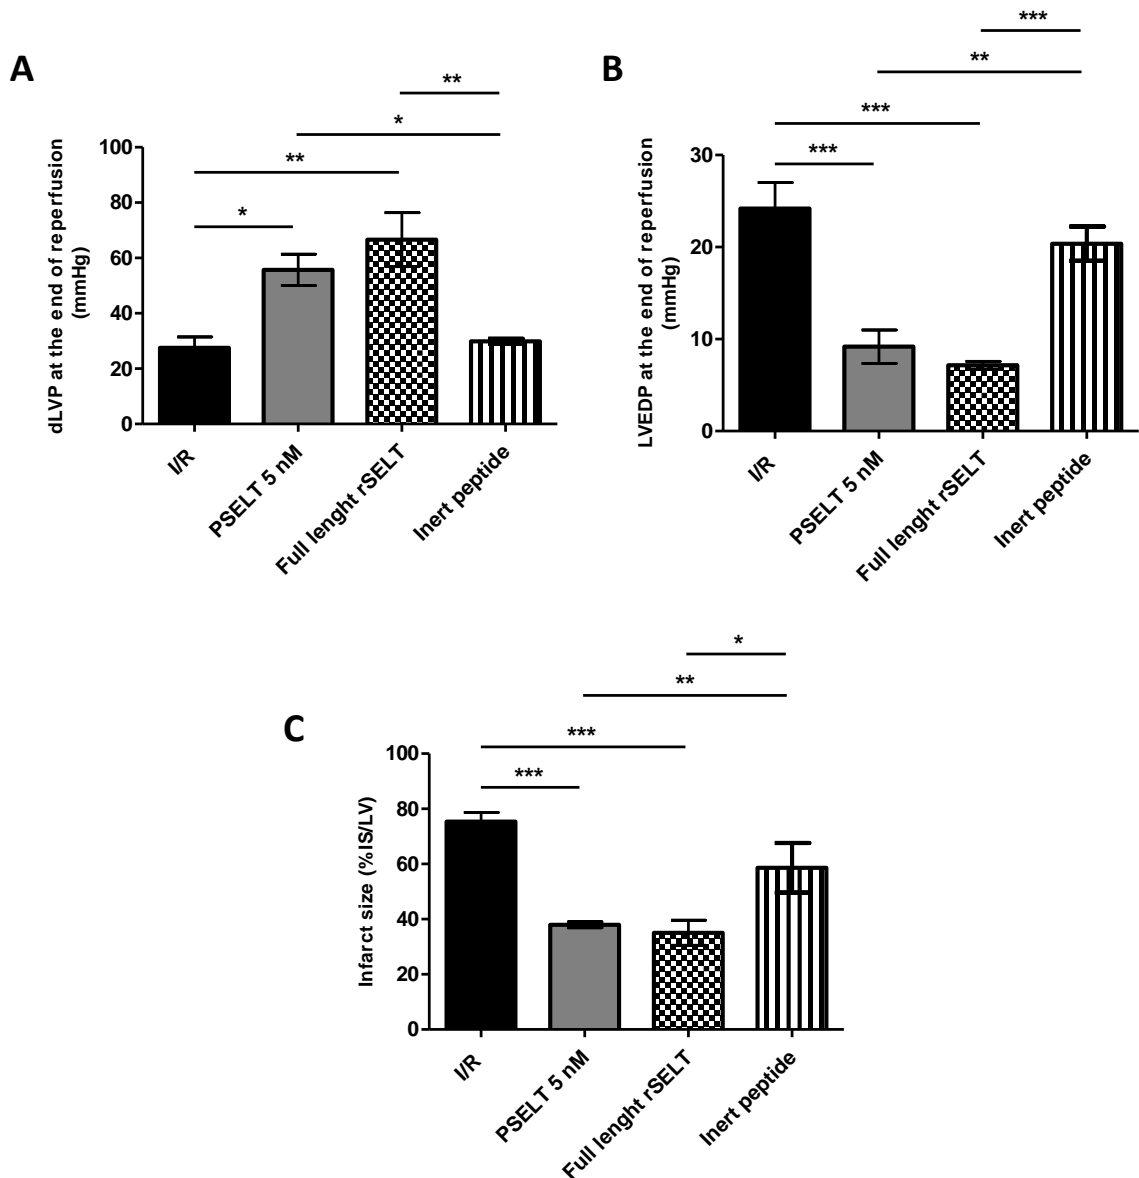 A
**
*
**
*
dLVP at the end of reperfusion
(mmHg)
100
80
60
40
20
0
I/R
PSELT 5 nM
Full lenght rSELT
Inert peptide
B
***
**
***
***
LVEDP at the end of reperfusion
(mmHg)
30
20
10
0
I/R
PSELT 5 nM
Full lenght rSELT
Inert peptide
C
*
**
***
***
Infarct size (%IS/LV)
100
80
60
40
20
0
I/R
PSELT 5 nM
Full lenght rSELT
Inert peptide